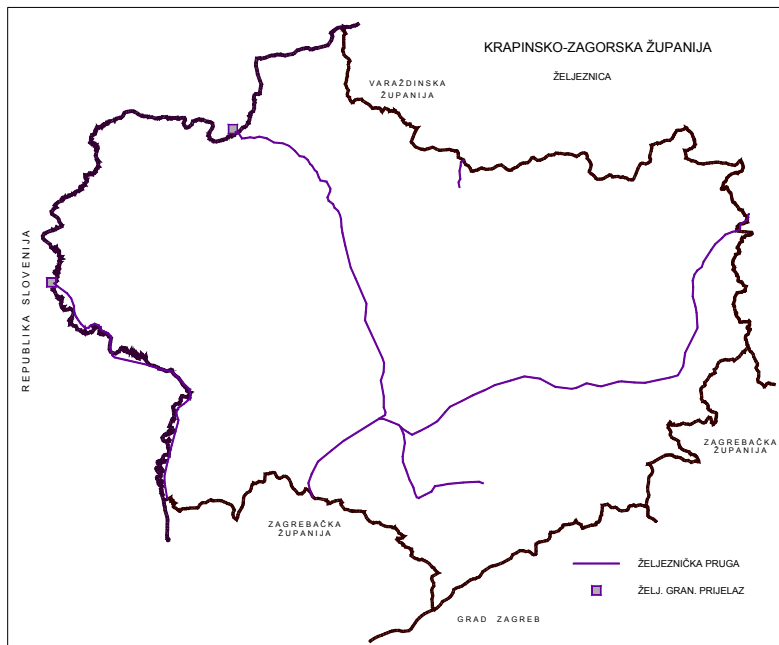 KRAPINSKO-ZAGORSKA ŽUPANIJA
ŽELJEZNICA
VARAŽDINSKA
ŽUPANIJA
REPUBLIKA SLOVENIJA
ZAGREBAČKA
ŽUPANIJA
ZAGREBAČKA
ŽUPANIJA
ŽELJEZNIČKA PRUGA
ŽELJ. GRAN. PRIJELAZ
GRAD ZAGREB